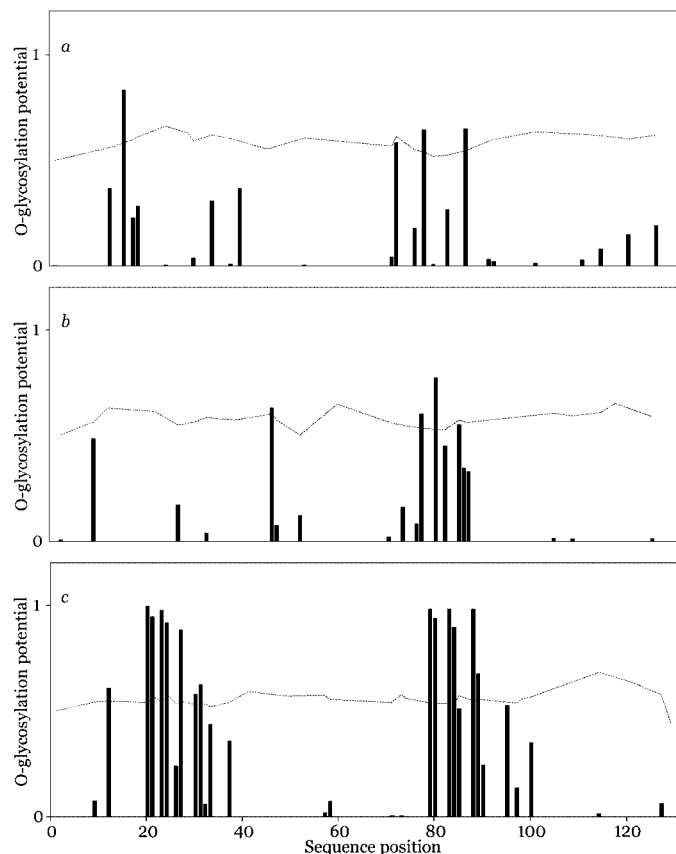 a
1
O-glycosylation potential
0
b
1
O-glycosylation potential
0
c
1
O-glycosylation potential
0
0 20 40 60 80 100 120
Sequence position